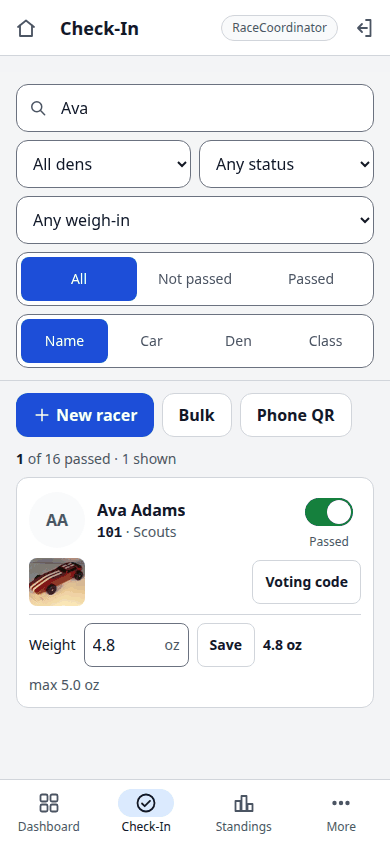 Check-In
RaceCoordinator
Ava
All dens
Any status
Any weigh-in
All
Not passed
Passed
Name
Car
Den
Class
+ New racer
Bulk
Phone QR
1 of 16 passed · 1 shown
AA
Ava Adams
101 · Scouts
Passed
Voting code
Weight
4.8 oz
Save
4.8 oz
max 5.0 oz
Dashboard
Check-In
Standings
More